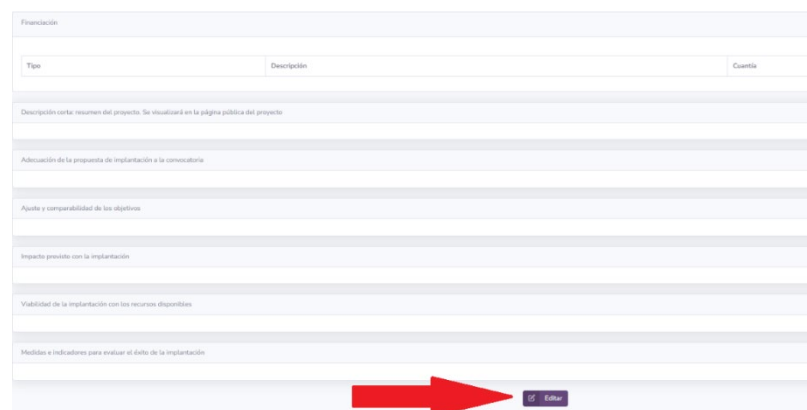 Financiación
Tipo Descripción Cuantía
Descripción corta: resumen del proyecto. Se visualizará en la página pública del proyecto
Adecuación de la propuesta de implantación a la convocatoria
Ajuste y comparabilidad de los objetivos
Impacto previsto con la implantación
Viabilidad de la implantación con los recursos disponibles
Medidas e indicadores para evaluar el éxito de la implantación
Editar